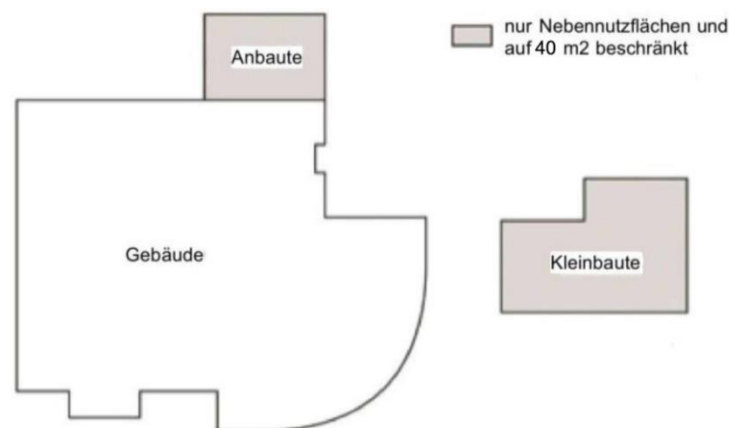 nur Nebennutzflächen und
auf 40 m2 beschränkt
Anbaute
Gebäude
Kleinbaute